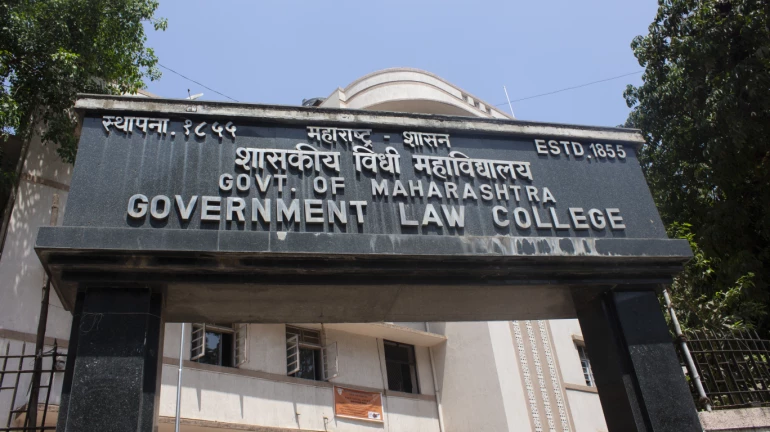 स्थापना. १८५५
महाराष्ट्र - शासन
ESTD. 1855
शासकीय विधी महाविद्यालय
GOVT. OF MAHARASHTRA
GOVERNMENT LAW COLLEGE